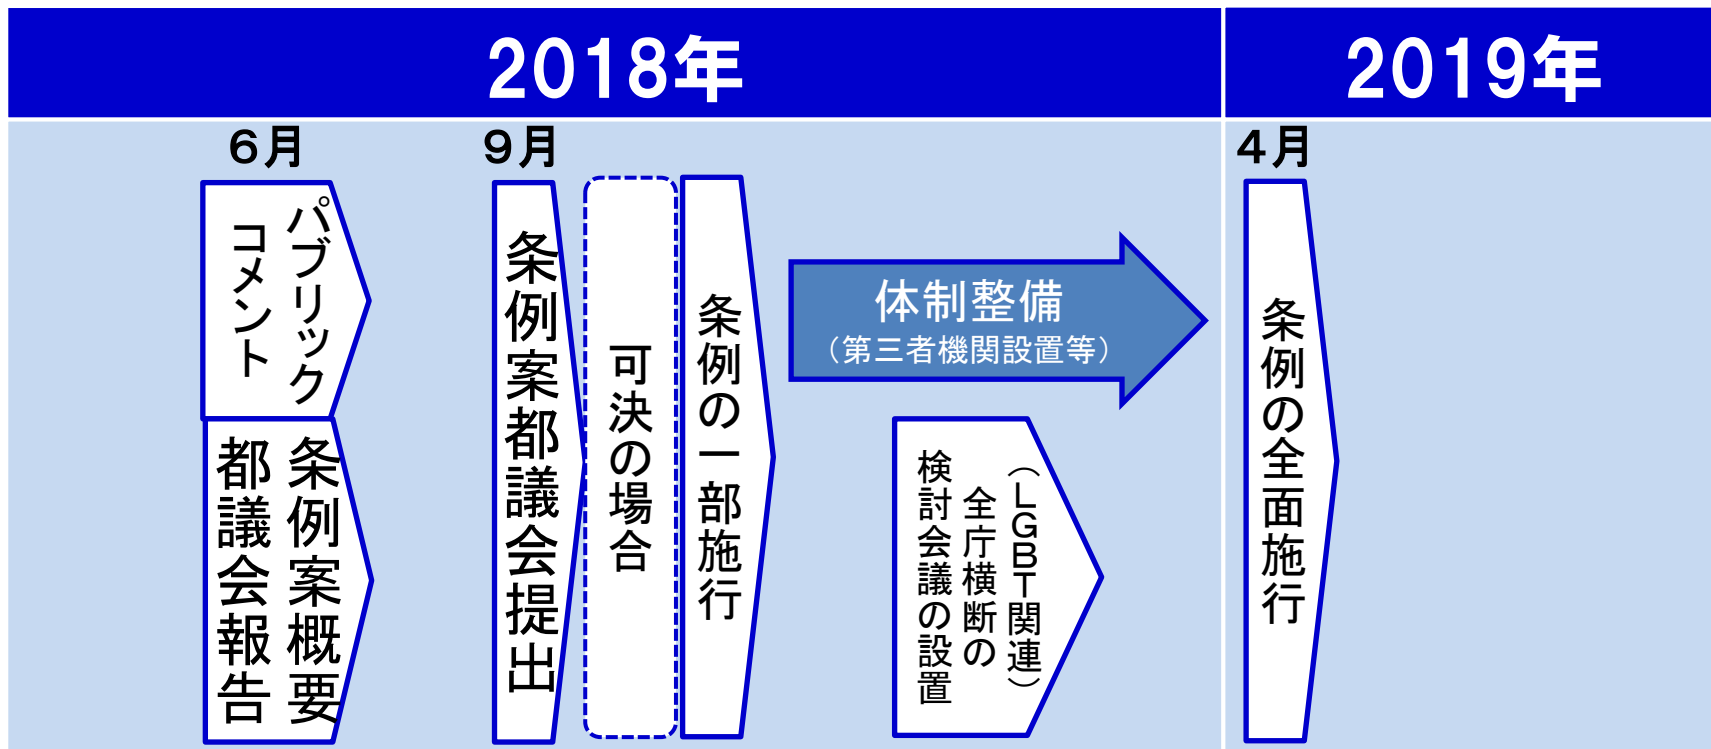 2018年
2019年
6月
9月
4月
パブリック
コメント
条例案概要
都議会報告
条例案都議会提出
可決の場合
条例の一部施行
体制整備
（第三者機関設置等）
（LGBT関連）
全庁横断の
検討会議の設置
条例の全面施行